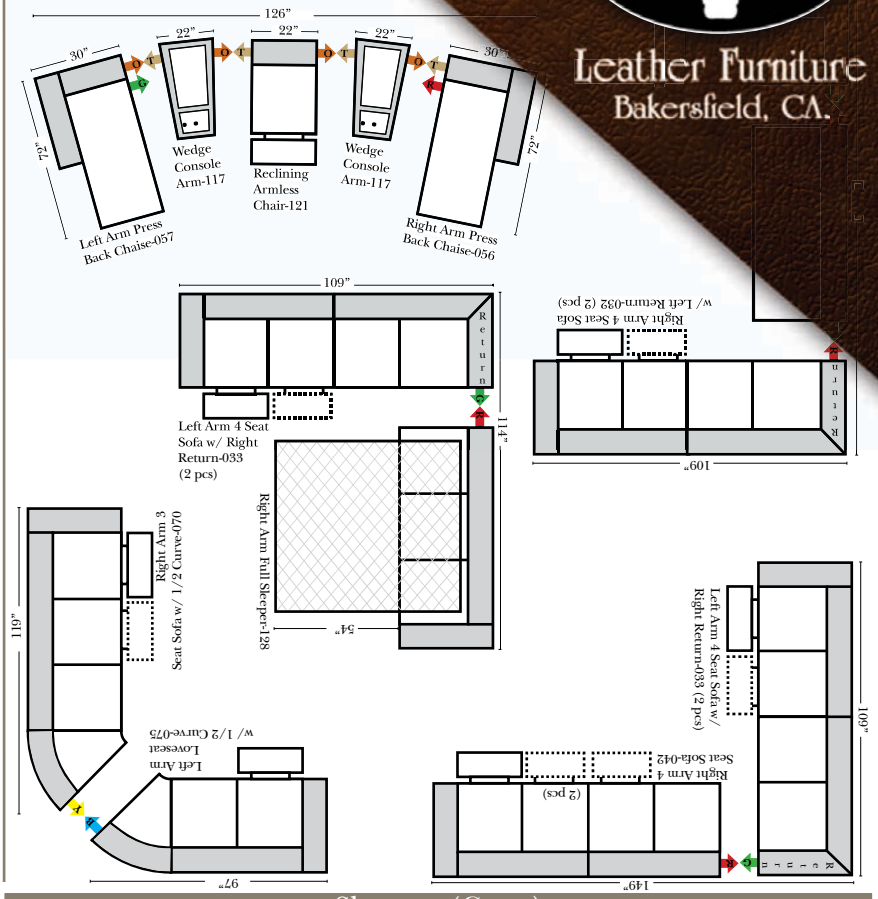 126”
Leather Furniture
Bakersfield, CA.
30”
22”
22”
22”
30”
O
T
O
T
O
T
O
T
G
R
72”
72”
Wedge
Console
Arm-117
Reclining
Armless
Chair-121
Wedge
Console
Arm-117
Left Arm Press
Back Chaise-057
Right Arm Press
Back Chaise-056
109”
Return
G
R
114”
Left Arm 4 Seat
Sofa w/ Right
Return-033
(2 pcs)
Right Arm Full Sleeper-128
54”
Right Arm 4 Seat Sofa
w/ Left Return-032 (2 pcs)
R
Return
109”
119”
Right Arm 3
Seat Sofa w/ 1/2 Curve-070
Left Arm
Loveseat
w/ 1/2 Curve-075
Y
B
97”
Left Arm 4 Seat Sofa w/
Right Return-033 (2 pcs)
109”
Right Arm 4
Seat Sofa-042
(2 pcs)
R
G
Return
149”